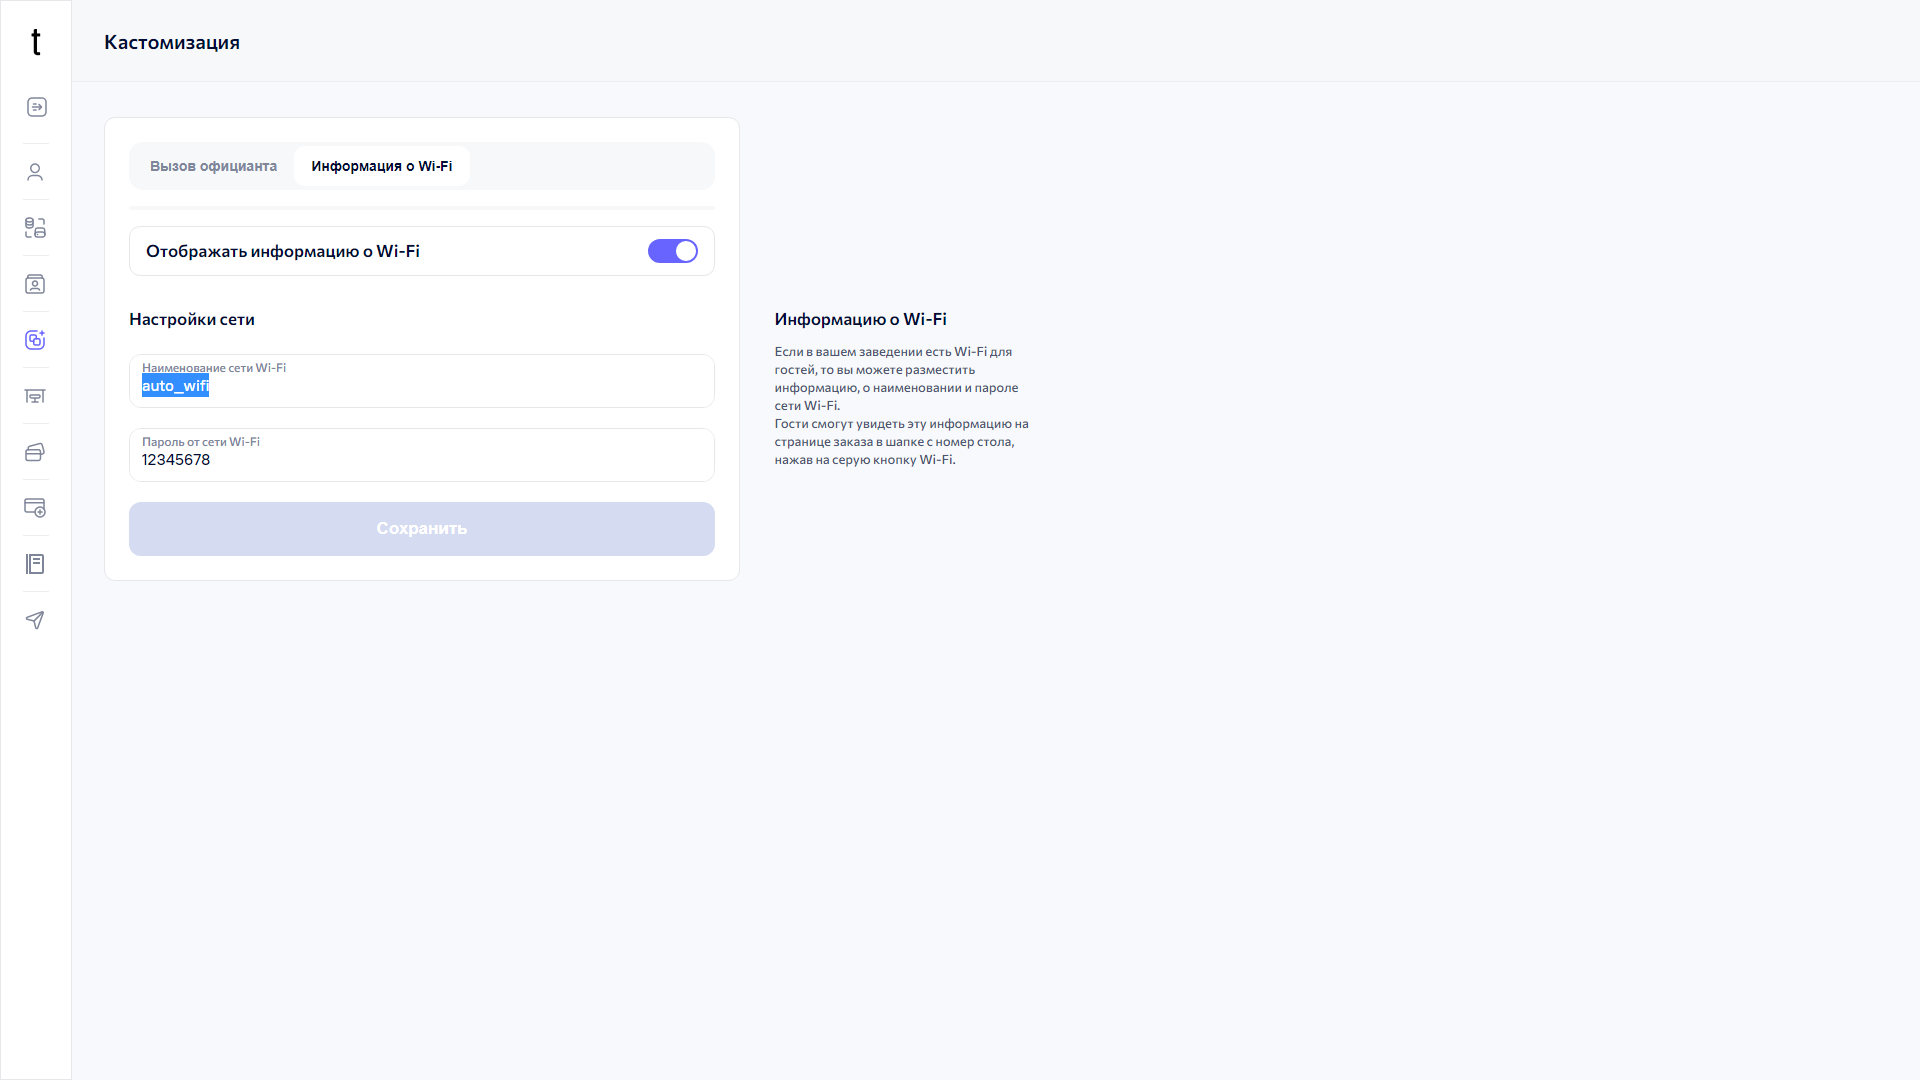 t
Кастомизация
Вызов официанта
Информация о Wi-Fi
Отображать информацию о Wi-Fi
Настройки сети
Наименование сети Wi-Fi
auto_wifi
Пароль от сети Wi-Fi
12345678
Сохранить
Информацию о Wi-Fi
Если в вашем заведении есть Wi-Fi для
гостей, то вы можете разместить
информацию, о наименовании и пароле
сети Wi-Fi.
Гости смогут увидеть эту информацию на
странице заказа в шапке с номер стола,
нажав на серую кнопку Wi-Fi.